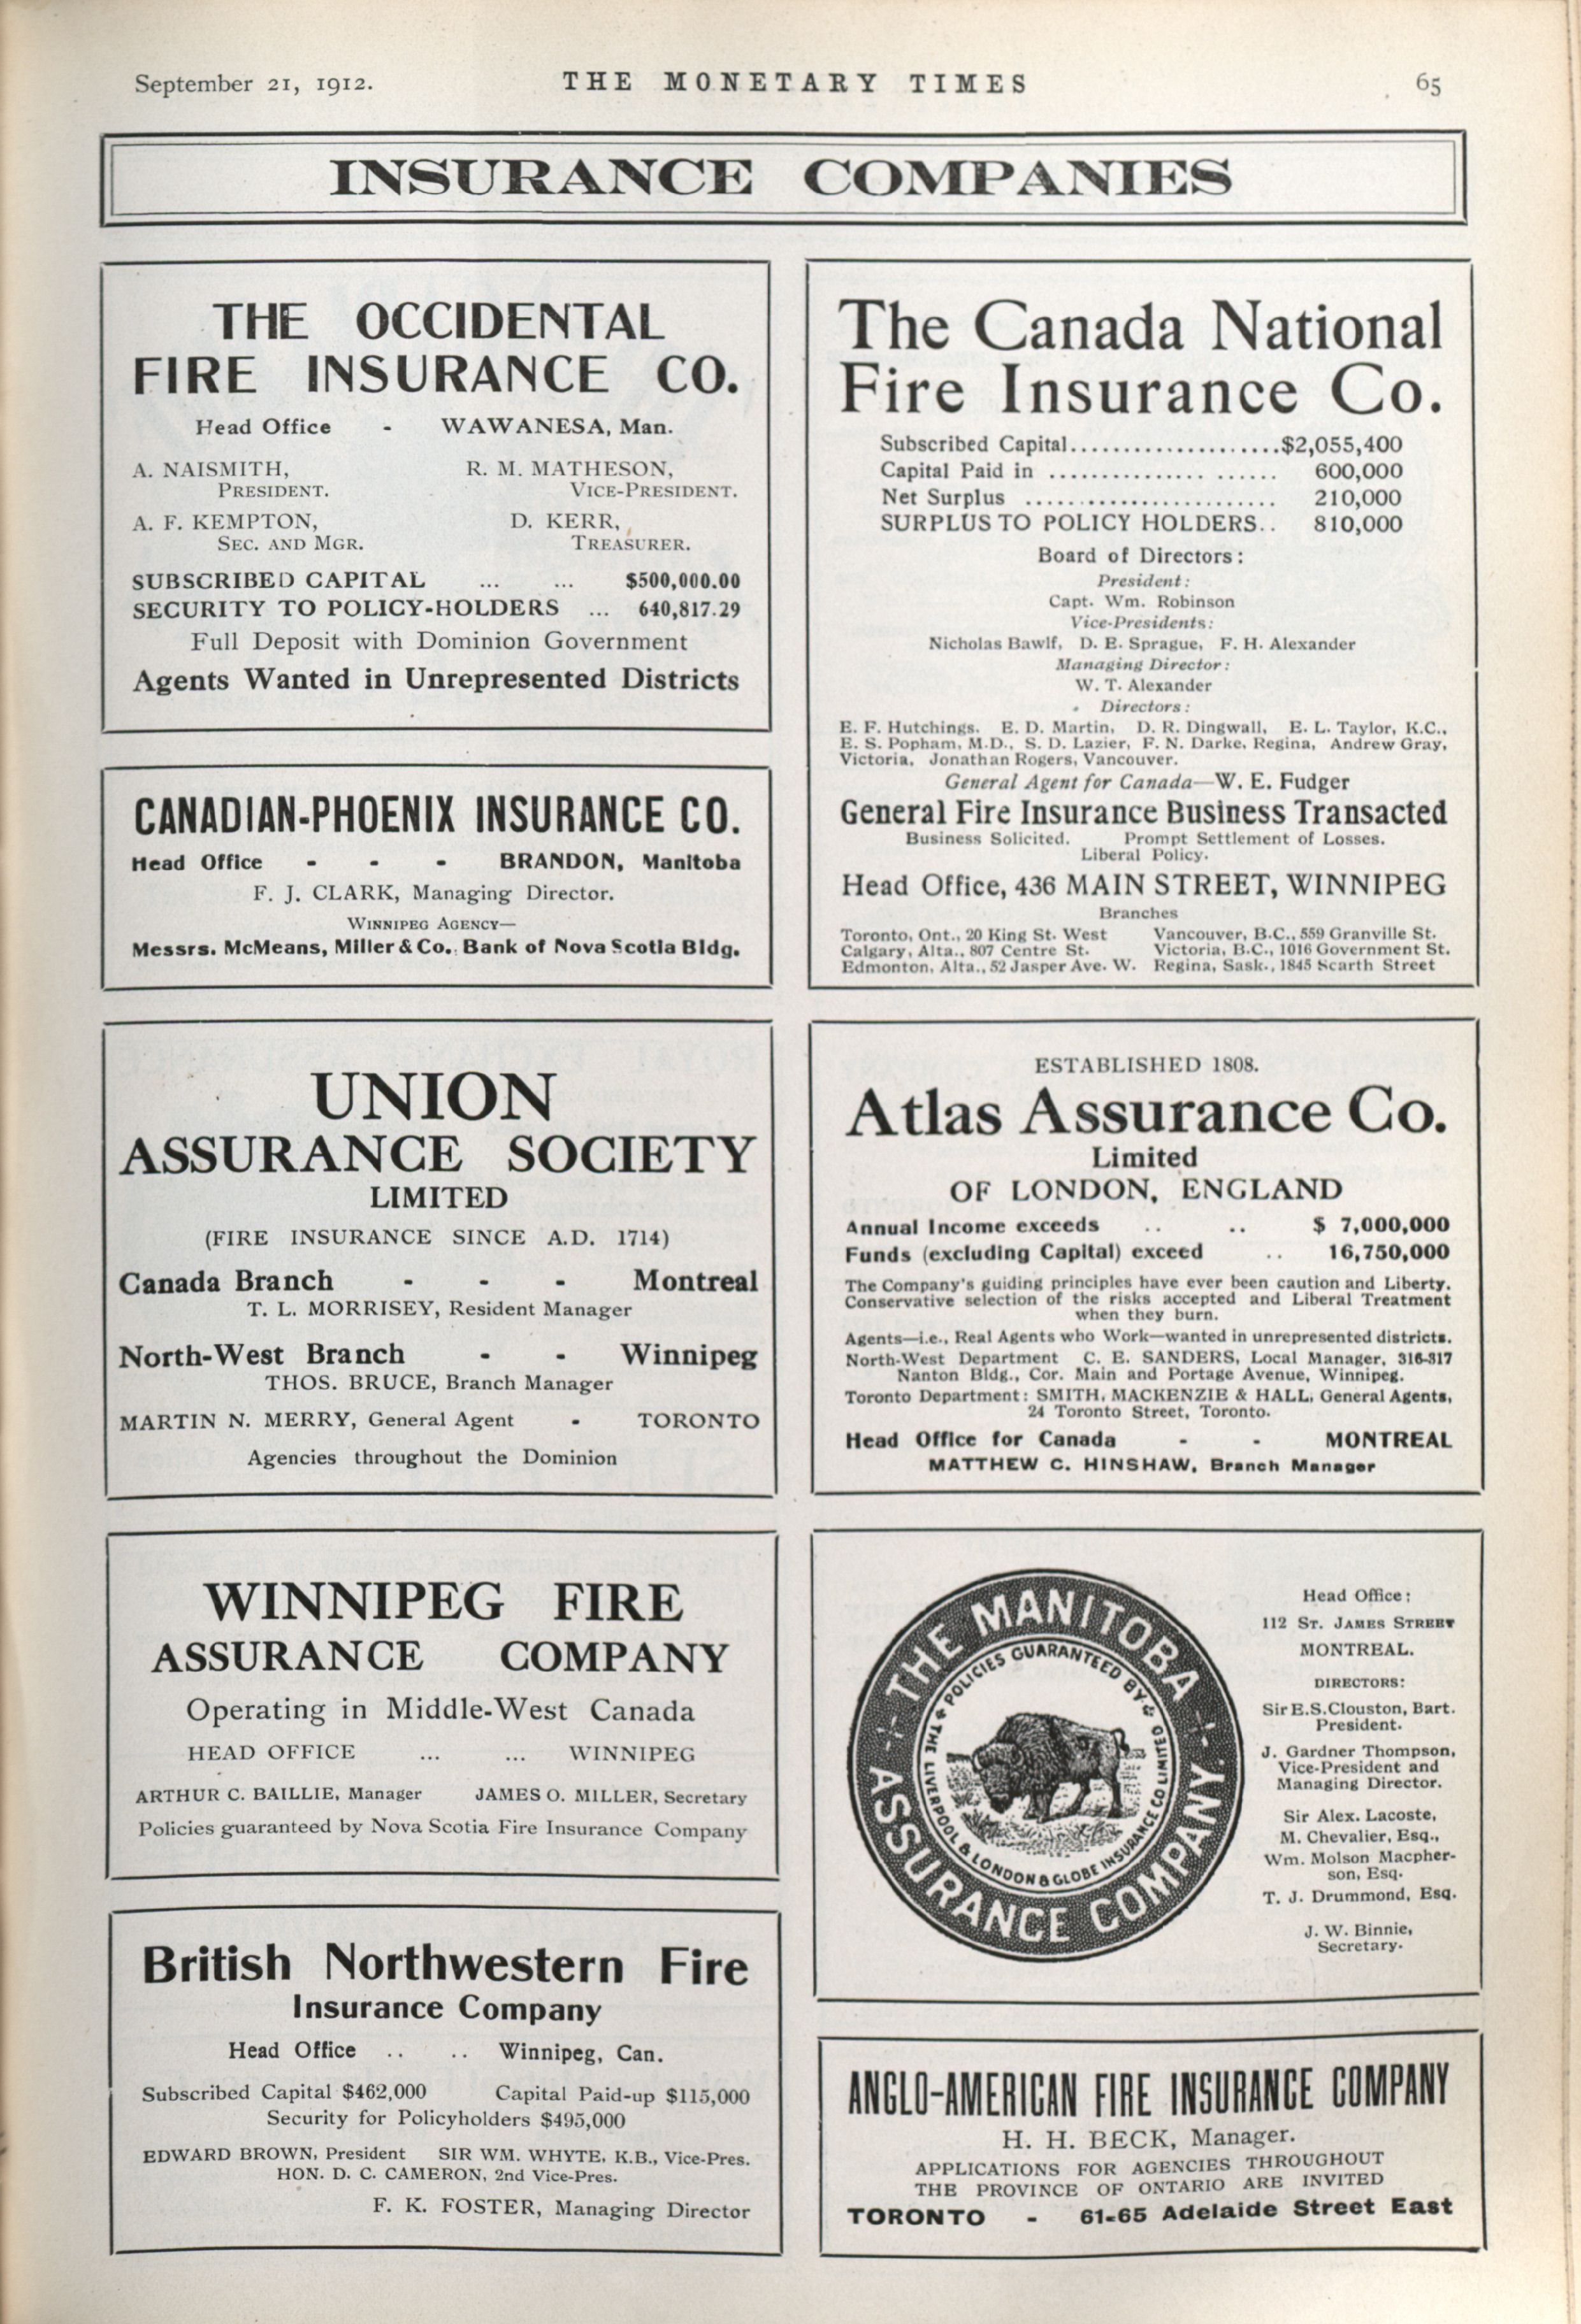 September 21, 1912.
THE MONETARY TIMES
65
INSURANCE COMPANIES
THE OCCIDENTAL
FIRE INSURANCE CO.
Head Office - WAWANESA, Man.
A. NAISMITH, R. M. MATHESON,
PRESIDENT. VICE-PRESIDENT.
A. F. KEMPTON, D. KERR,
SEC. AND MGR. TREASURER.
SUBSCRIBED CAPITAL ... ... $500,000.00
SECURITY TO POLICY-HOLDERS ... 640,817.29
Full Deposit with Dominion Government
Agents Wanted in Unrepresented Districts
CANADIAN-PHOENIX INSURANCE CO.
Head Office - - - BRANDON, Manitoba
F. J. CLARK, Managing Director.
WINNIPEG AGENCY—
Messrs. McMeans, Miller & Co., Bank of Nova Scotia Bldg.
UNION
ASSURANCE SOCIETY
LIMITED
(FIRE INSURANCE SINCE A.D. 1714)
Canada Branch - - - Montreal
T. L. MORRISEY, Resident Manager
North-West Branch - - Winnipeg
THOS. BRUCE, Branch Manager
MARTIN N. MERRY, General Agent - TORONTO
Agencies throughout the Dominion
WINNIPEG FIRE
ASSURANCE COMPANY
Operating in Middle-West Canada
HEAD OFFICE ... ... WINNIPEG
ARTHUR C. BAILLIE, Manager JAMES O. MILLER, Secretary
Policies guaranteed by Nova Scotia Fire Insurance Company
British Northwestern Fire
Insurance Company
Head Office .. .. Winnipeg, Can.
Subscribed Capital $462,000 Capital Paid-up $115,000
Security for Policyholders $495,000
EDWARD BROWN, President SIR WM. WHYTE, K.B., Vice-Pres.
HON. D. C. CAMERON, 2nd Vice-Pres.
F. K. FOSTER, Managing Director
The Canada National
Fire Insurance Co.
Subscribed Capital.....................$2,055,400
Capital Paid in ...................... 600,000
Net Surplus ......................... 210,000
SURPLUS TO POLICY HOLDERS.. 810,000
Board of Directors:
President:
Capt. Wm. Robinson
Vice-Presidents:
Nicholas Bawlf, D. E. Sprague, F. H. Alexander
Managing Director:
W. T. Alexander
Directors:
E. F. Hutchings. E. D. Martin, D. R. Dingwall, E. L. Taylor, K.C.,
E. S. Popham, M.D., S. D. Lazier, F. N. Darke, Regina, Andrew Gray,
Victoria, Jonathan Rogers, Vancouver.
General Agent for Canada—W. E. Fudger
General Fire Insurance Business Transacted
Business Solicited. Prompt Settlement of Losses.
Liberal Policy.
Head Office, 436 MAIN STREET, WINNIPEG
Branches
Toronto, Ont., 20 King St. West Vancouver, B.C., 559 Granville St.
Calgary, Alta., 807 Centre St. Victoria, B.C., 1016 Government St.
Edmonton, Alta., 52 Jasper Ave. W. Regina, Sask., 1845 Scarth Street
ESTABLISHED 1808.
Atlas Assurance Co.
Limited
OF LONDON, ENGLAND
Annual Income exceeds .. .. $ 7,000,000
Funds (excluding Capital) exceed .. 16,750,000
The Company's guiding principles have ever been caution and Liberty.
Conservative selection of the risks accepted and Liberal Treatment
when they burn.
Agents—i.e., Real Agents who Work—wanted in unrepresented districts.
North-West Department C. E. SANDERS, Local Manager, 316-317
Nanton Bldg., Cor. Main and Portage Avenue, Winnipeg.
Toronto Department: SMITH, MACKENZIE & HALL, General Agents,
24 Toronto Street, Toronto.
Head Office for Canada - - MONTREAL
MATTHEW C. HINSHAW, Branch Manager
THE MANITOBA
ASSURANCE COMPANY
POLICIES GUARANTEED BY
THE LIVERPOOL & LONDON & GLOBE INSURANCE CO LIMITED
Head Office:
112 ST. JAMES STREET
MONTREAL.
DIRECTORS:
Sir E.S.Clouston, Bart.
President.
J. Gardner Thompson,
Vice-President and
Managing Director.
Sir Alex. Lacoste,
M. Chevalier, Esq.,
Wm. Molson Macpher-
son, Esq.
T. J. Drummond, Esq.
J. W. Binnie,
Secretary.
ANGLO-AMERICAN FIRE INSURANCE COMPANY
H. H. BECK, Manager.
APPLICATIONS FOR AGENCIES THROUGHOUT
THE PROVINCE OF ONTARIO ARE INVITED
TORONTO - 61-65 Adelaide Street East